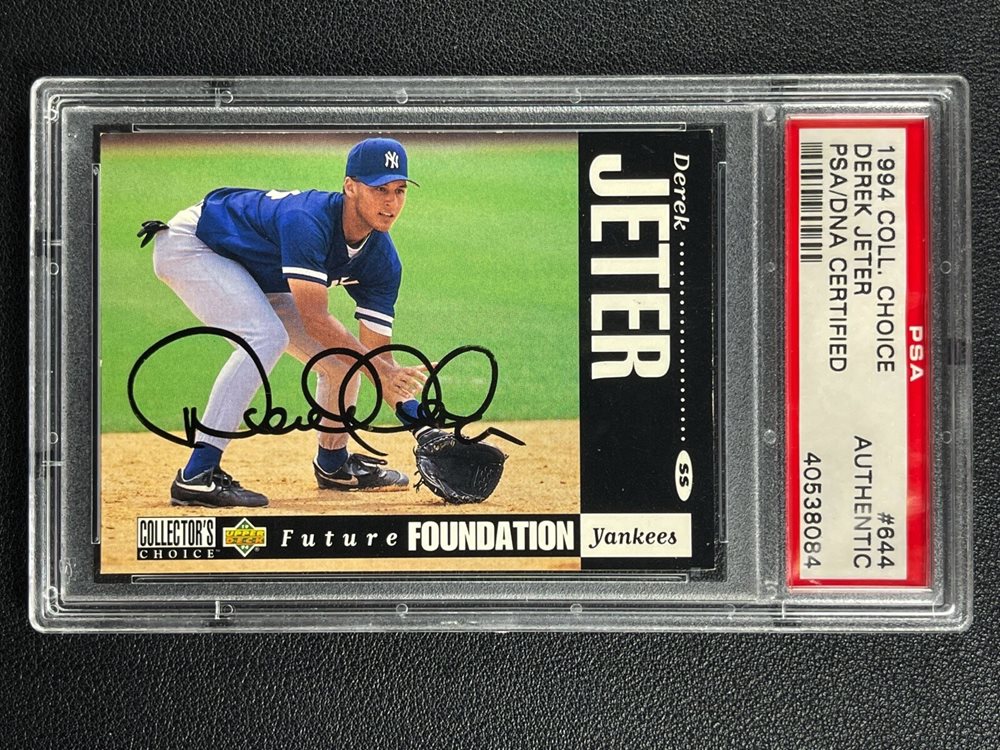 Derek
JETER
SS
COLLECTOR'S
CHOICE
UPPER
DECK
Future FOUNDATION
Yankees
NY
PSA
1994 COLL. CHOICE
DEREK JETER
PSA/DNA CERTIFIED
#644
AUTHENTIC
40538084